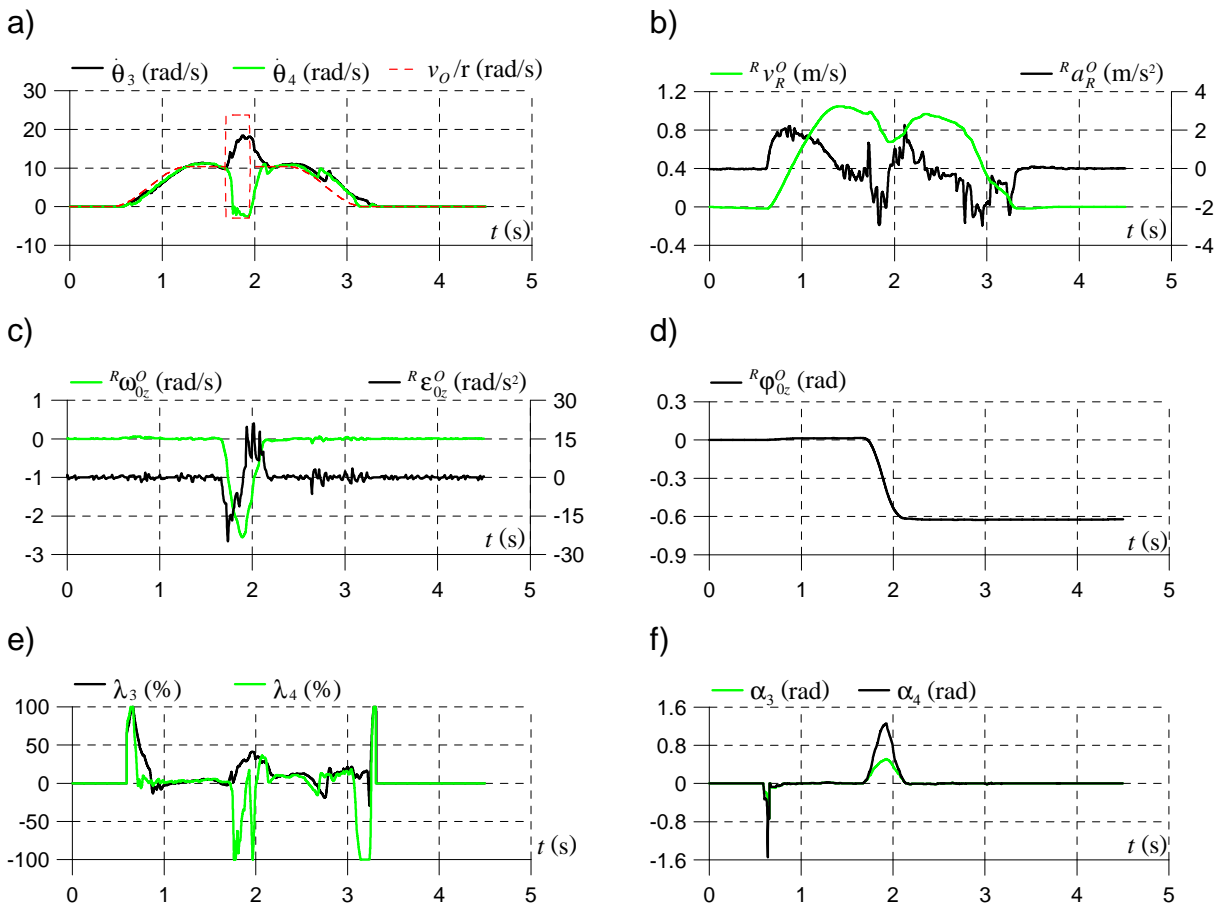 a)
θ̇3 (rad/s) θ̇4 (rad/s) vO/r (rad/s)
30
20
10
0
-10
t (s)
0 1 2 3 4 5
b)
R v R O (m/s) R a R O (m/s²)
1.2
0.8
0.4
0
-0.4
4
2
0
-2
-4
t (s)
0 1 2 3 4 5
c)
R ω 0z O (rad/s) R ε 0z O (rad/s²)
1
0
-1
-2
-3
30
15
0
-15
-30
t (s)
0 1 2 3 4 5
d)
R φ 0z O (rad)
0.3
0
-0.3
-0.6
-0.9
t (s)
0 1 2 3 4 5
e)
λ3 (%) λ4 (%)
100
50
0
-50
-100
t (s)
0 1 2 3 4 5
f)
α3 (rad) α4 (rad)
1.6
0.8
0
-0.8
-1.6
t (s)
0 1 2 3 4 5